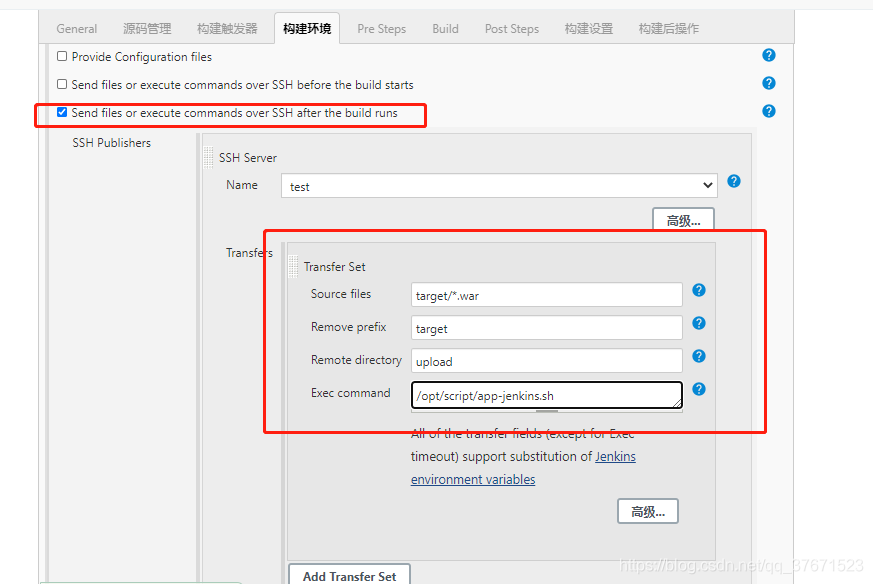 General 源码管理 构建触发器 构建环境 Pre Steps Build Post Steps 构建设置 构建后操作
Provide Configuration files
Send files or execute commands over SSH before the build starts
Send files or execute commands over SSH after the build runs
SSH Publishers
SSH Server
Name test
高级...
Transfers
Transfer Set
Source files target/*.war
Remove prefix target
Remote directory upload
Exec command /opt/script/app-jenkins.sh
All of the transfer fields (except for Exec
timeout) support substitution of Jenkins
environment variables
高级...
Add Transfer Set
https://blog.csdn.net/qq_37671523